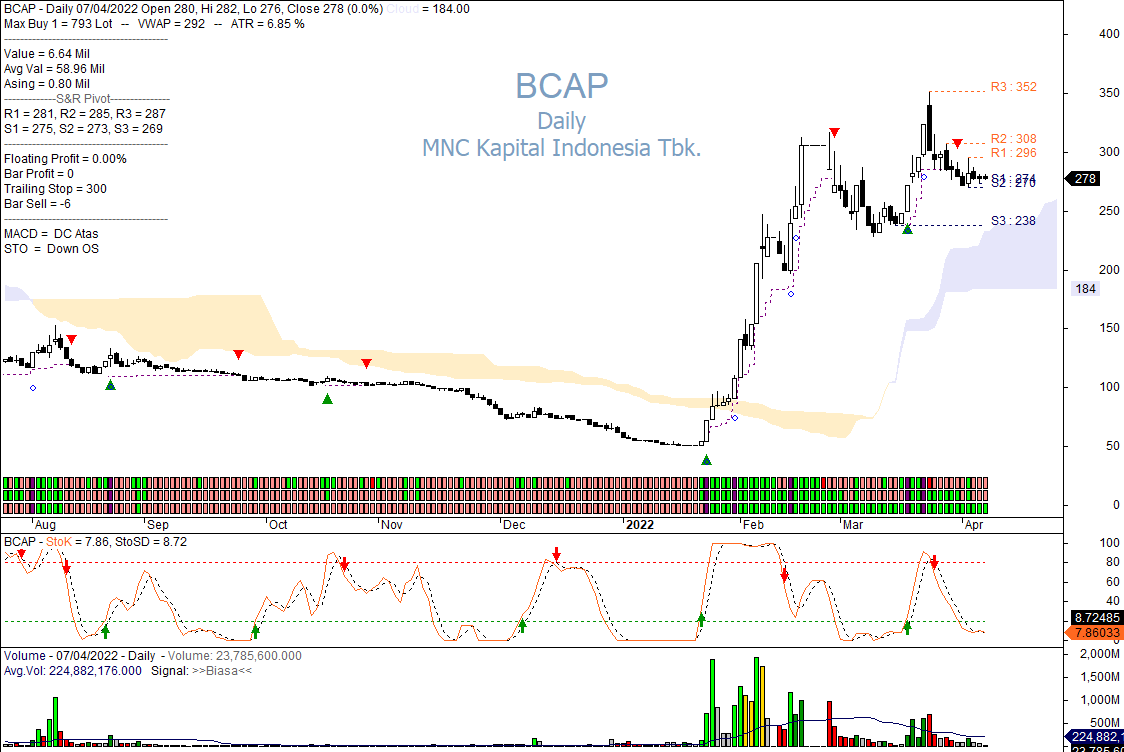 BCAP - Daily 07/04/2022 Open 280, Hi 282, Lo 276, Close 278 (0.0%) Cloud = 184.00
Max Buy 1 = 793 Lot -- VWAP = 292 -- ATR = 6.85 %
Value = 6.64 Mil
Avg Val = 58.96 Mil
Asing = 0.80 Mil
-------------S&R Pivot---------------
R1 = 281, R2 = 285, R3 = 287
S1 = 275, S2 = 273, S3 = 269
Floating Profit = 0.00%
Bar Profit = 0
Trailing Stop = 300
Bar Sell = -6
MACD = DC Atas
STO = Down OS
BCAP
Daily
MNC Kapital Indonesia Tbk.
R3 : 352
R2 : 308
R1 : 296
S1 : 274
S2 : 270
S3 : 238
400
350
300
278
250
200
184
150
100
50
0
Aug Sep Oct Nov Dec 2022 Feb Mar Apr
BCAP - StoK = 7.86, StoSD = 8.72
100
80
60
40
8.72485
7.86033
Volume - 07/04/2022 - Daily - Volume: 23,785,600.000
Avg.Vol: 224,882,176.000 Signal: >>Biasa<<
2,000M
1,500M
1,000M
500M
224,882,1